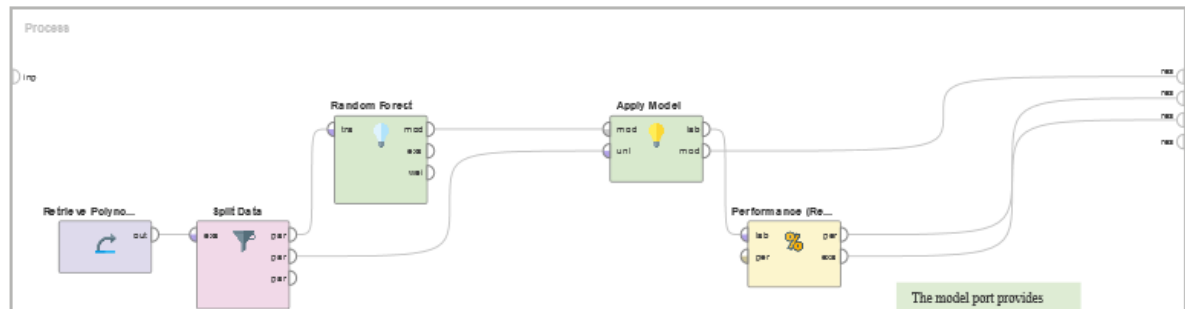 Process
inp
res
res
res
res
Random Forest
tra
mod
exa
wei
Apply Model
mod
unl
lab
mod
Retrieve Polyno...
out
Split Data
exa
par
par
par
Performance (Re...
lab
per
per
exa
The model port provides